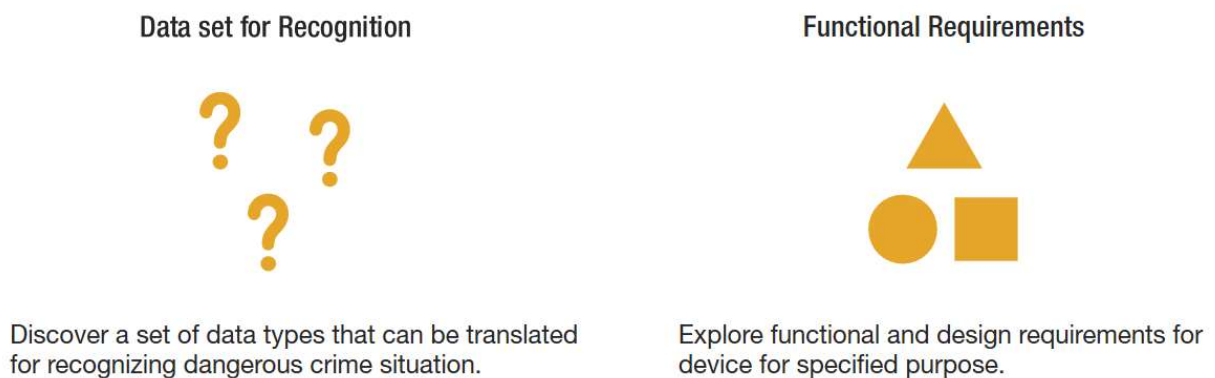 Data set for Recognition
Discover a set of data types that can be translated
for recognizing dangerous crime situation.
Functional Requirements
Explore functional and design requirements for
device for specified purpose.